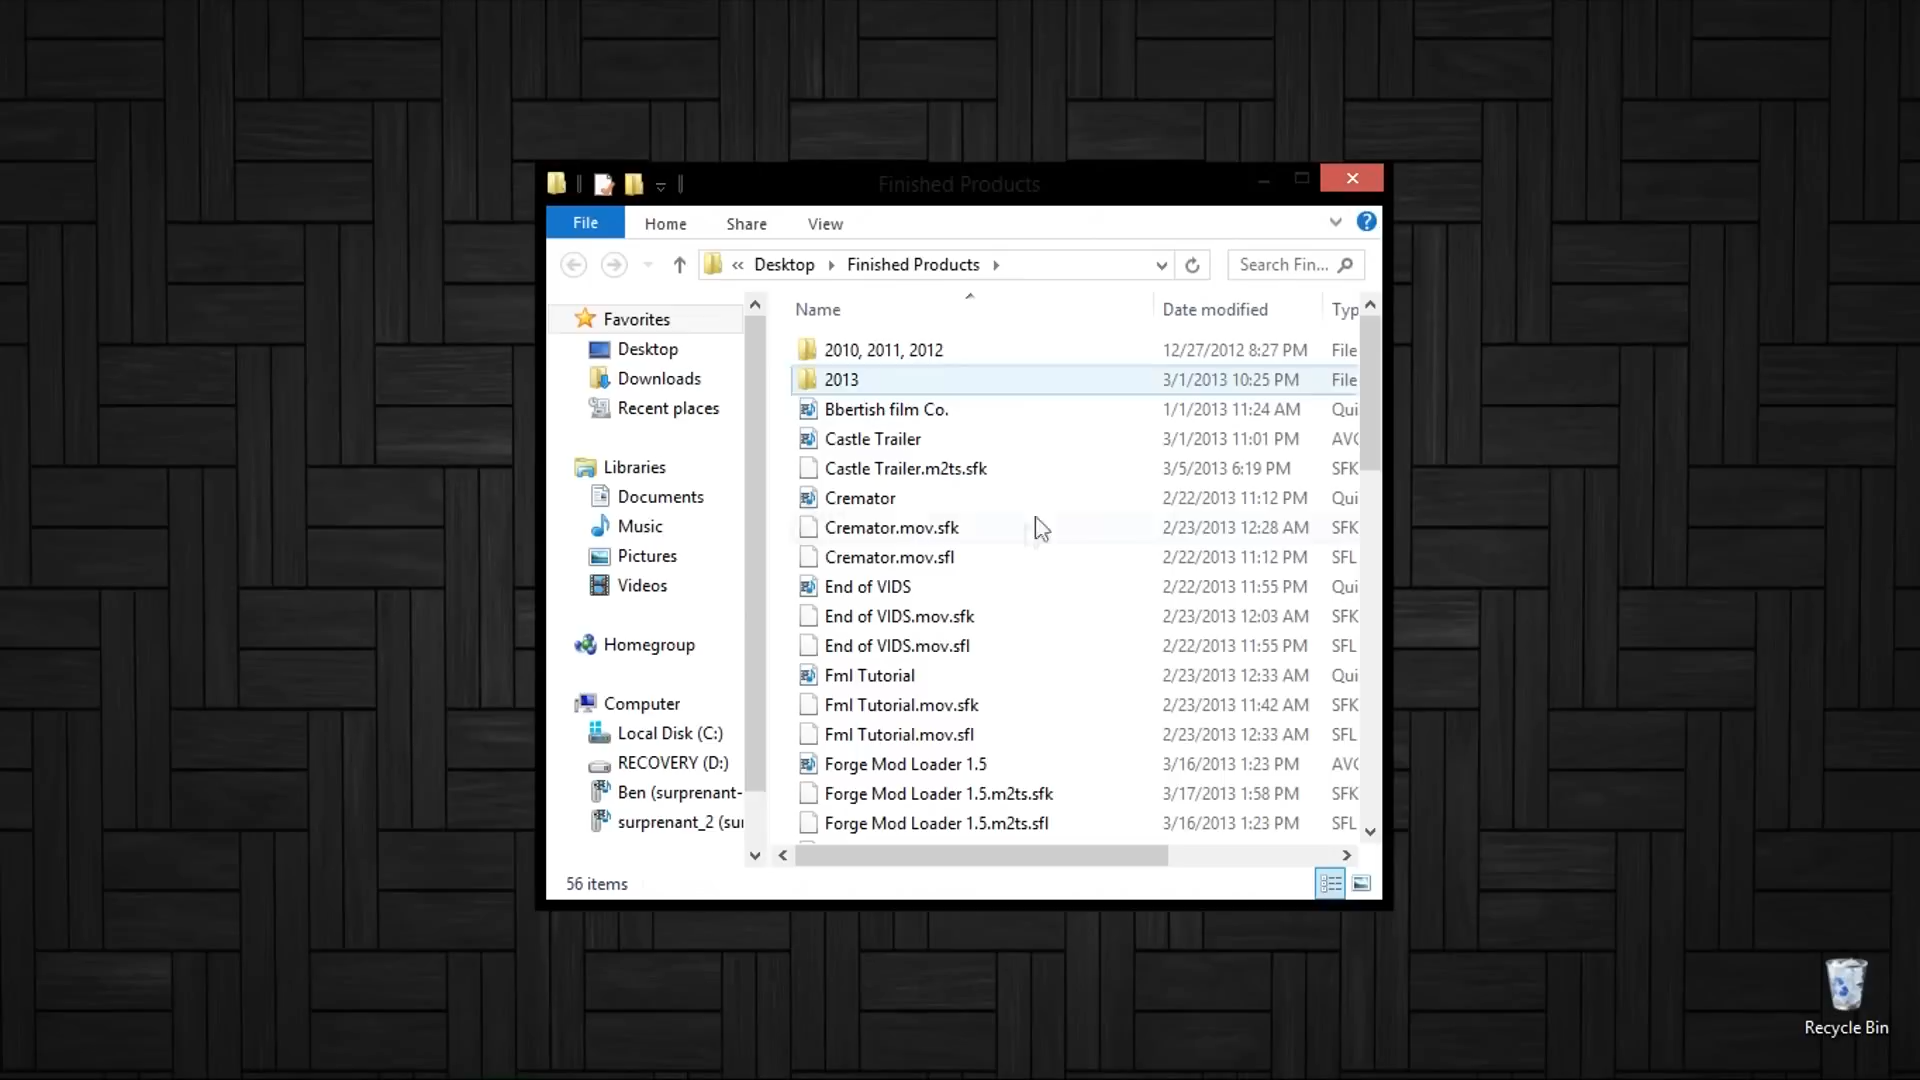 Finished Products
File Home Share View
« Desktop Finished Products Search Fin...
Name Date modified Typ
Favorites
Desktop
Downloads
Recent places
Libraries
Documents
Music
Pictures
Videos
Homegroup
Computer
Local Disk (C:)
RECOVERY (D:)
Ben (surprenant-
surprenant_2 (sur
2010, 2011, 2012 12/27/2012 8:27 PM File
2013 3/1/2013 10:25 PM File
Bbertish film Co. 1/1/2013 11:24 AM Qui
Castle Trailer 3/1/2013 11:01 PM AVC
Castle Trailer.m2ts.sfk 3/5/2013 6:19 PM SFK
Cremator 2/22/2013 11:12 PM Qui
Cremator.mov.sfk 2/23/2013 12:28 AM SFK
Cremator.mov.sfl 2/22/2013 11:12 PM SFL
End of VIDS 2/22/2013 11:55 PM Qui
End of VIDS.mov.sfk 2/23/2013 12:03 AM SFK
End of VIDS.mov.sfl 2/22/2013 11:55 PM SFL
Fml Tutorial 2/23/2013 12:33 AM Qui
Fml Tutorial.mov.sfk 2/23/2013 11:42 AM SFK
Fml Tutorial.mov.sfl 2/23/2013 12:33 AM SFL
Forge Mod Loader 1.5 3/16/2013 1:23 PM AVC
Forge Mod Loader 1.5.m2ts.sfk 3/17/2013 1:58 PM SFK
Forge Mod Loader 1.5.m2ts.sfl 3/16/2013 1:23 PM SFL
56 items
Recycle Bin